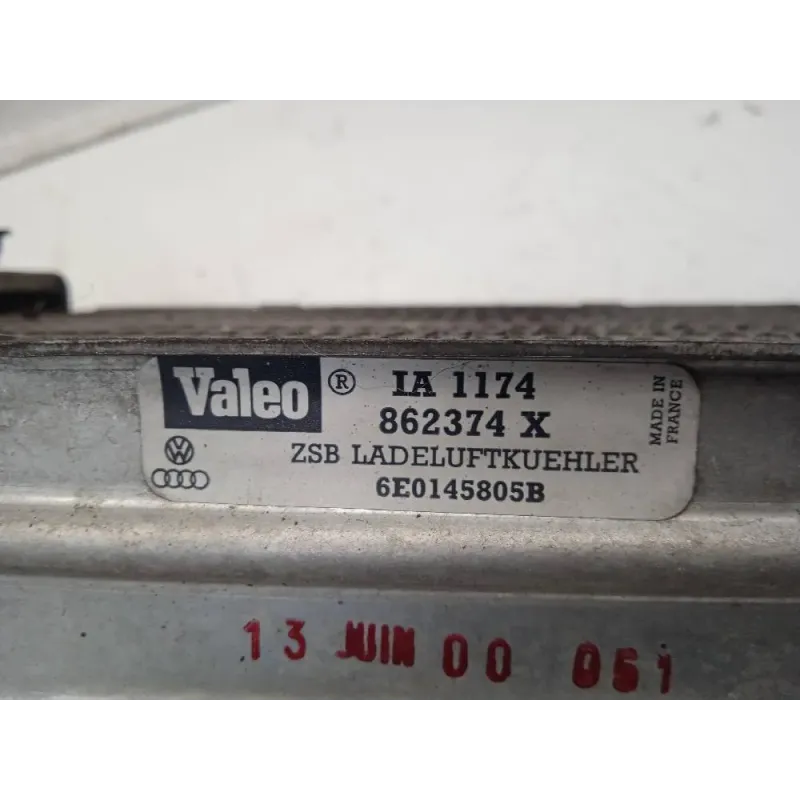 Valeo ® IA 1174
862374 X
ZSB LADELUFTKUEHLER
6E0145805B
MADE IN
FRANCE
13 JUIN 00 051